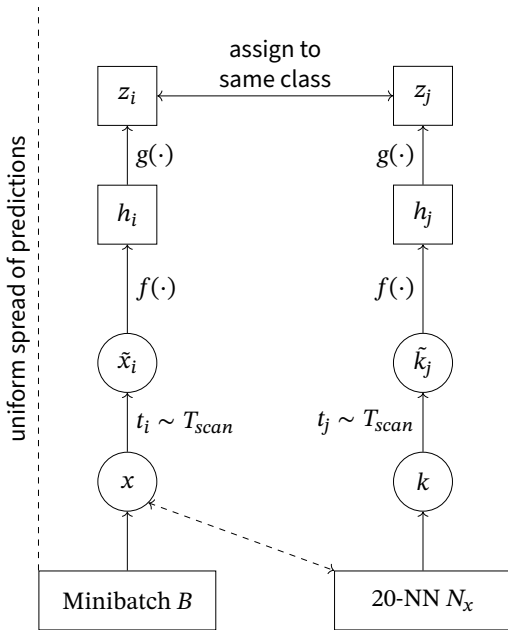 assign to
same class
z_i
z_j
g(·)
g(·)
h_i
h_j
f(·)
f(·)
x̃_i
k̃_j
t_i ∼ T_scan
t_j ∼ T_scan
x
k
Minibatch B
20-NN N_x
uniform spread of predictions